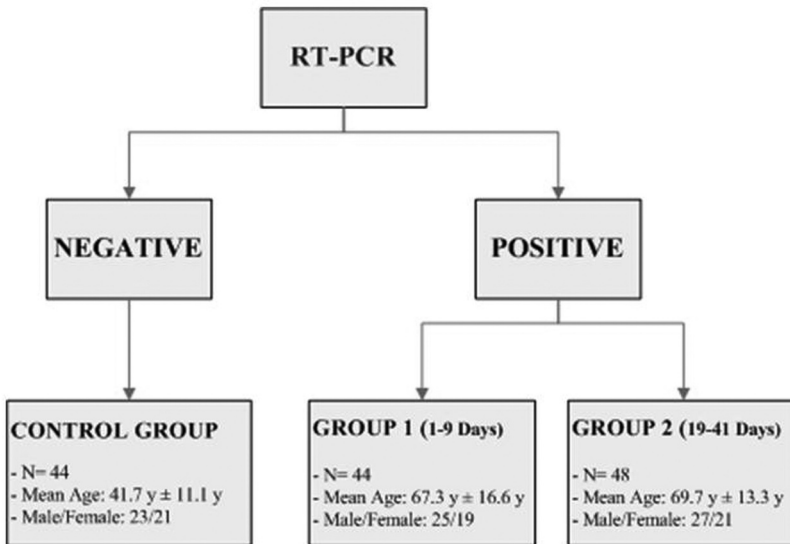 RT-PCR
NEGATIVE
POSITIVE
CONTROL GROUP
- N= 44
- Mean Age: 41.7 y ± 11.1 y
- Male/Female: 23/21
GROUP 1 (1-9 Days)
- N= 44
- Mean Age: 67.3 y ± 16.6 y
- Male/Female: 25/19
GROUP 2 (19-41 Days)
- N= 48
- Mean Age: 69.7 y ± 13.3 y
- Male/Female: 27/21